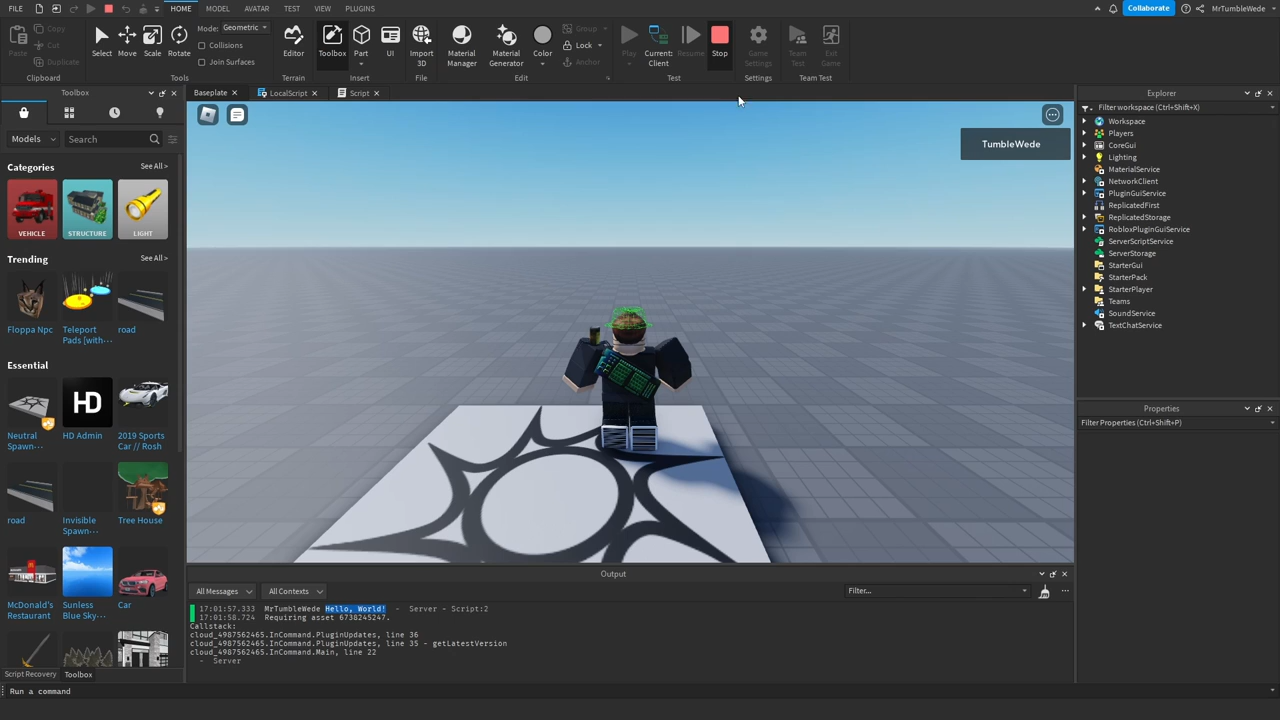 FILE
HOME MODEL AVATAR TEST VIEW PLUGINS
Collaborate
MrTumbleWede
Paste
Copy
Cut
Duplicate
Clipboard
Select Move Scale Rotate
Mode: Geometric
Collisions
Join Surfaces
Tools
Editor
Terrain
Toolbox Part UI
Insert
Import
3D
File
Material
Manager
Material
Generator
Color
Group
Lock
Anchor
Edit
Play
Current:
Client
Resume Stop
Test
Game
Settings
Settings
Team
Test
Exit
Game
Team Test
Toolbox
Baseplate LocalScript Script
Explorer
Filter workspace (Ctrl+Shift+X)
Models Search
Categories See All >
VEHICLE STRUCTURE LIGHT
Trending See All >
Floppa Npc
Teleport
Pads [with···
road
Essential See All >
Neutral
Spawn···
HD
HD Admin
2019 Sports
Car // Rosh
road
Invisible
Spawn···
Tree House
McDonald's
Restaurant
Sunless
Blue Sky···
Car
Script Recovery Toolbox
TumbleWede
Workspace
Players
CoreGui
Lighting
MaterialService
NetworkClient
PluginGuiService
ReplicatedFirst
ReplicatedStorage
RobloxPluginGuiService
ServerScriptService
ServerStorage
StarterGui
StarterPack
StarterPlayer
Teams
SoundService
TextChatService
Properties
Filter Properties (Ctrl+Shift+P)
Output
All Messages All Contexts Filter...
17:01:57.333 MrTumbleWede Hello, World! - Server - Script:2
17:01:58.724 Requiring asset 6738245247.
Callstack:
cloud_4987562465.InCommand.PluginUpdates, line 36
cloud_4987562465.InCommand.PluginUpdates, line 35 - getLatestVersion
cloud_4987562465.InCommand.Main, line 22
- Server
Run a command